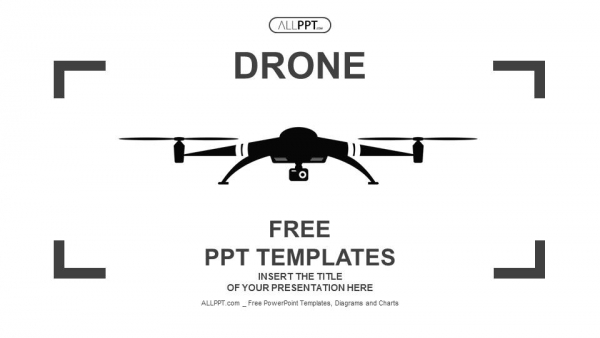 ALLPPT.com
DRONE
FREE
PPT TEMPLATES
INSERT THE TITLE
OF YOUR PRESENTATION HERE
ALLPPT.com _ Free PowerPoint Templates, Diagrams and Charts